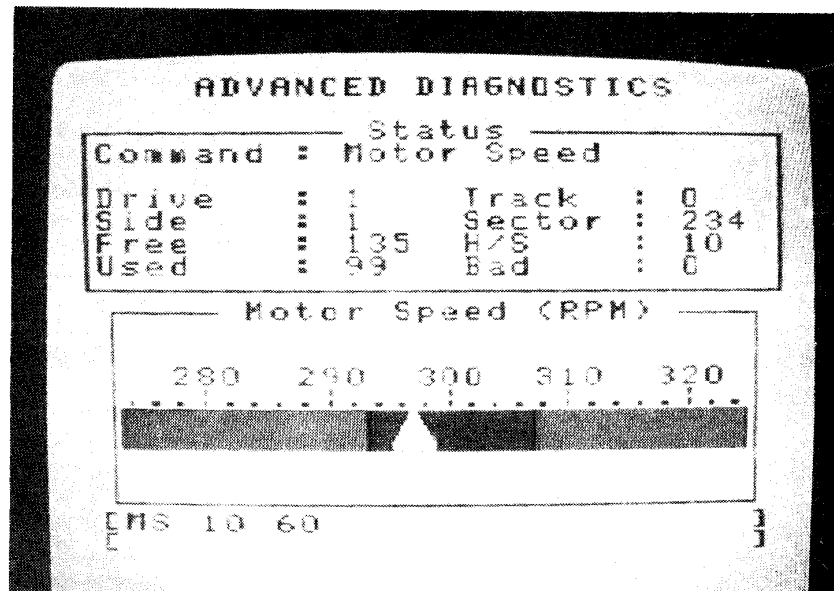 ADVANCED DIAGNOSTICS
Status
Command : Motor Speed
Drive : 1 Track : 0
Side : 1 Sector : 234
Free : 135 H/S : 10
Used : 99 Bad : 0
Motor Speed (RPM)
280 290 300 310 320
[MS 10 60 ]
[ ]